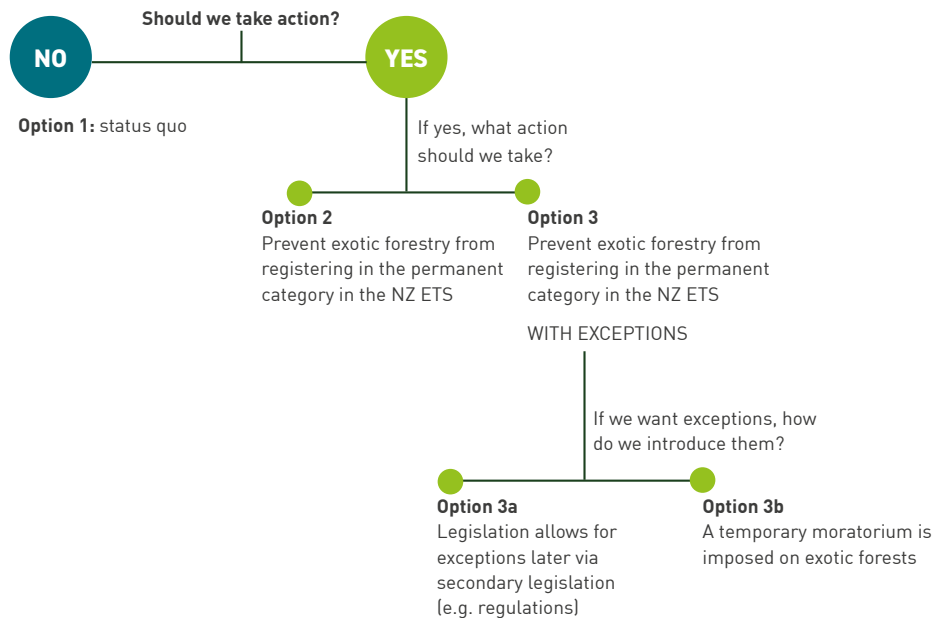 Should we take action?
NO
YES
Option 1: status quo
If yes, what action
should we take?
Option 2
Prevent exotic forestry from
registering in the permanent
category in the NZ ETS
Option 3
Prevent exotic forestry from
registering in the permanent
category in the NZ ETS
WITH EXCEPTIONS
If we want exceptions, how
do we introduce them?
Option 3a
Legislation allows for
exceptions later via
secondary legislation
(e.g. regulations)
Option 3b
A temporary moratorium is
imposed on exotic forests